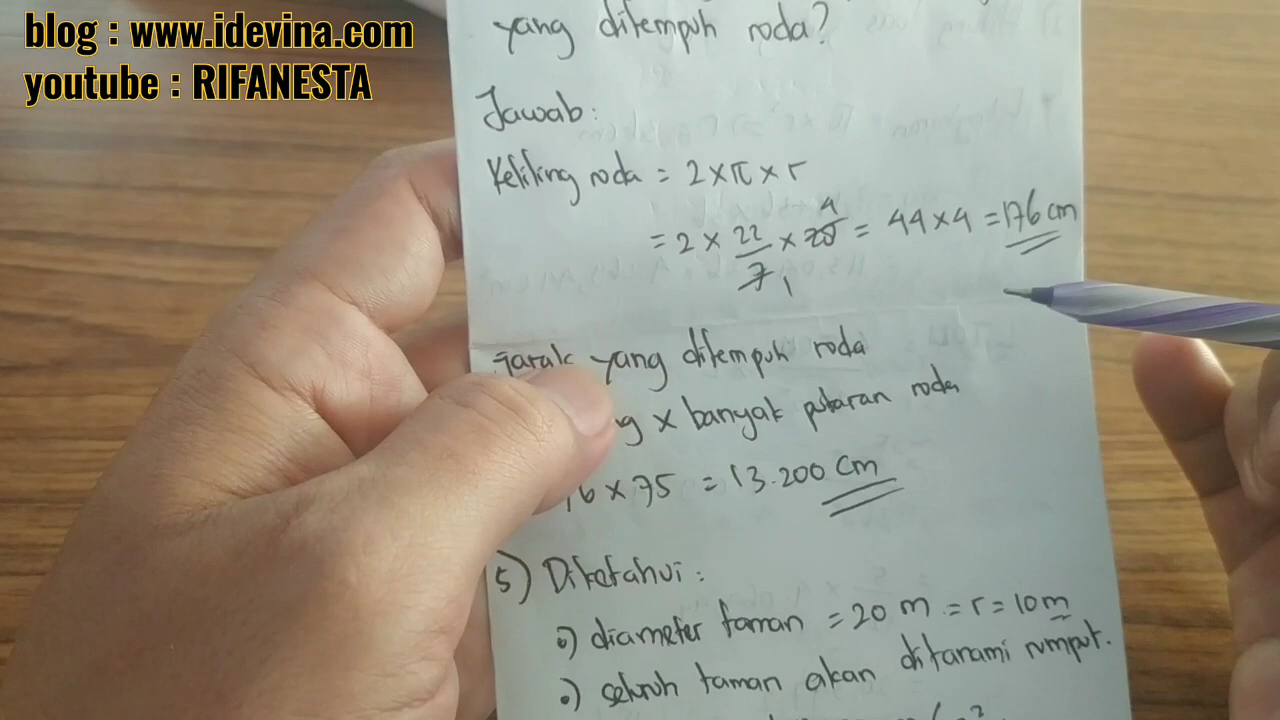 blog : www.idevina.com
youtube : RIFANESTA
yang ditempuh roda?
Jawab:
Keliling roda = 2 × π × r
= 2 × 22/7 1 × 28 4 = 44 × 4 = 176 cm
Jarak yang ditempuh roda
× banyak putaran roda
× 75 = 13.200 cm
5) Diketahui:
•) diameter taman = 20 m = r = 10 m
•) seluruh taman akan ditanami rumput.